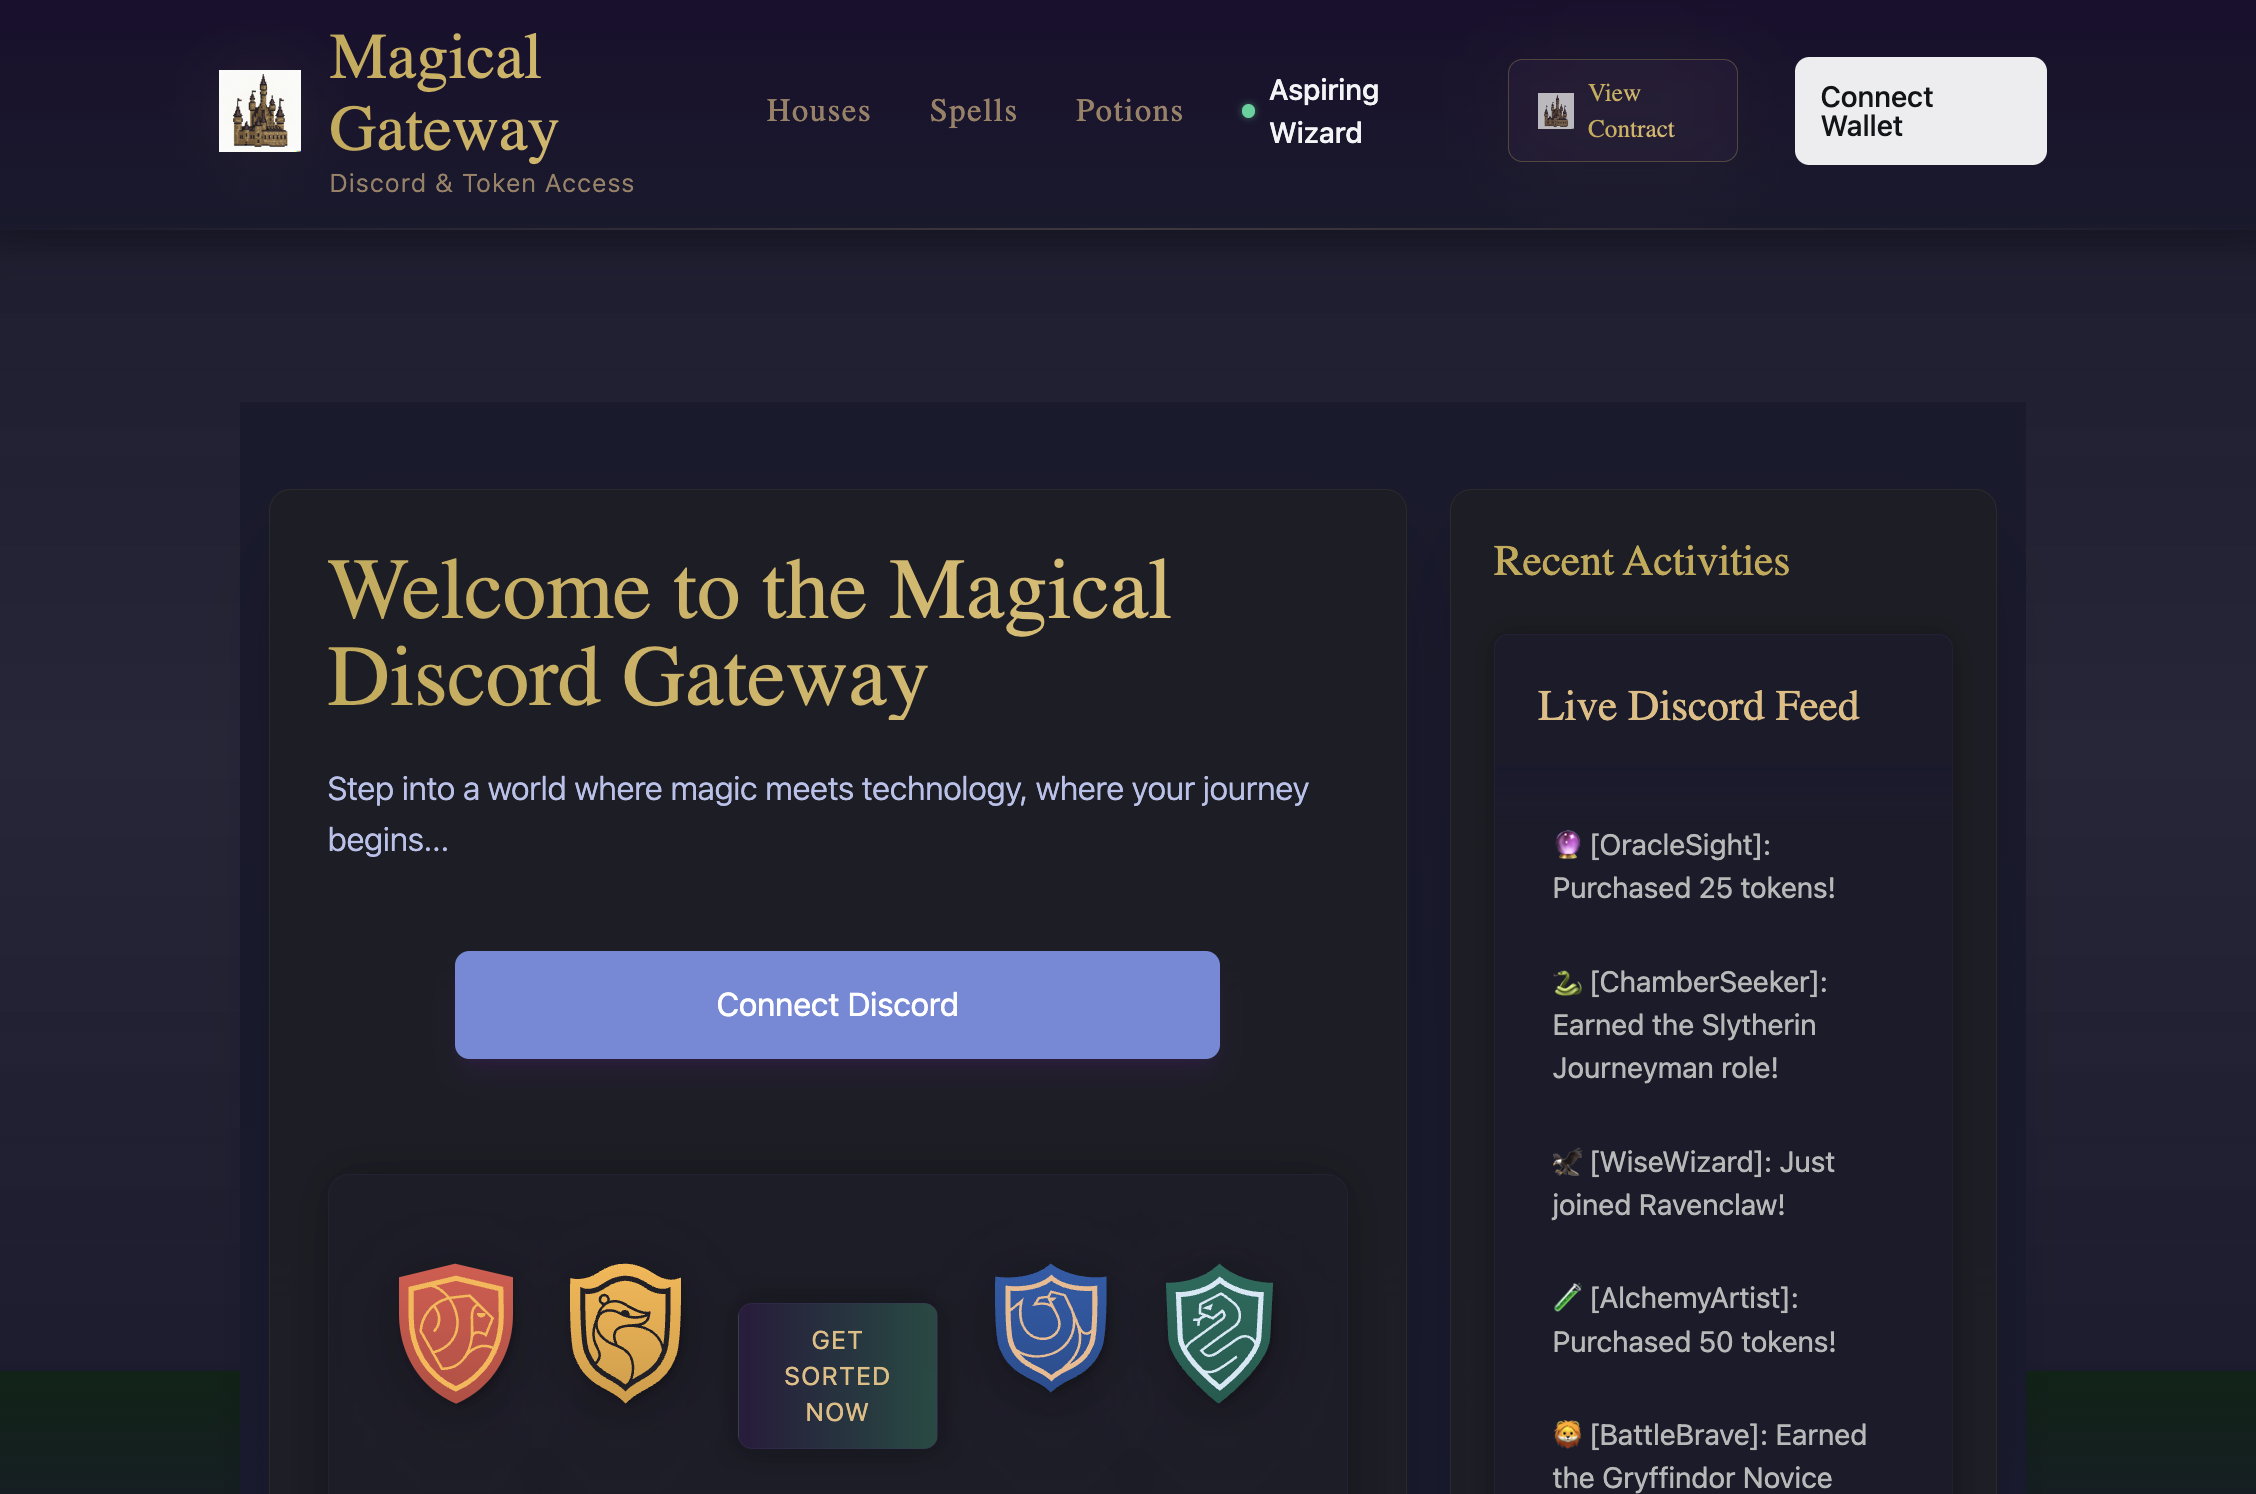 Magical
Gateway
Discord & Token Access
Houses
Spells
Potions
Aspiring
Wizard
View
Contract
Connect
Wallet
Welcome to the Magical
Discord Gateway
Step into a world where magic meets technology, where your journey
begins...
Connect Discord
GET
SORTED
NOW
Recent Activities
Live Discord Feed
🔮 [OracleSight]:
Purchased 25 tokens!
🐍 [ChamberSeeker]:
Earned the Slytherin
Journeyman role!
🦅 [WiseWizard]: Just
joined Ravenclaw!
🧪 [AlchemyArtist]:
Purchased 50 tokens!
🦁 [BattleBrave]: Earned
the Gryffindor Novice